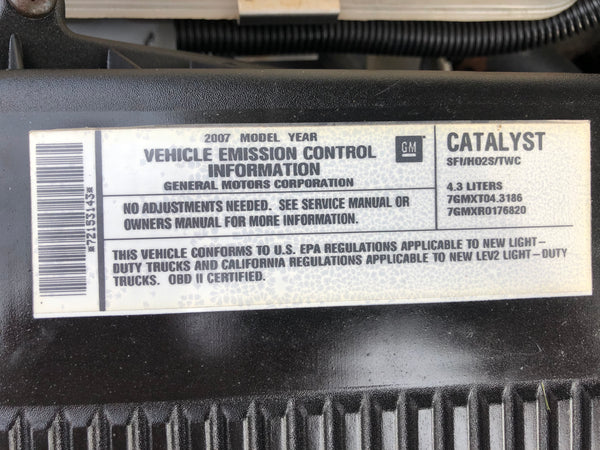 *72153143*
2007 MODEL YEAR
VEHICLE EMISSION CONTROL
INFORMATION
GENERAL MOTORS CORPORATION
GM
CATALYST
SFI/HO2S/TWC
4.3 LITERS
7GMXT04.3186
7GMXR0176820
NO ADJUSTMENTS NEEDED. SEE SERVICE MANUAL OR
OWNERS MANUAL FOR MORE INFORMATION.
THIS VEHICLE CONFORMS TO U.S. EPA REGULATIONS APPLICABLE TO NEW LIGHT-
DUTY TRUCKS AND CALIFORNIA REGULATIONS APPLICABLE TO NEW LEV2 LIGHT-DUTY
TRUCKS. OBD II CERTIFIED.